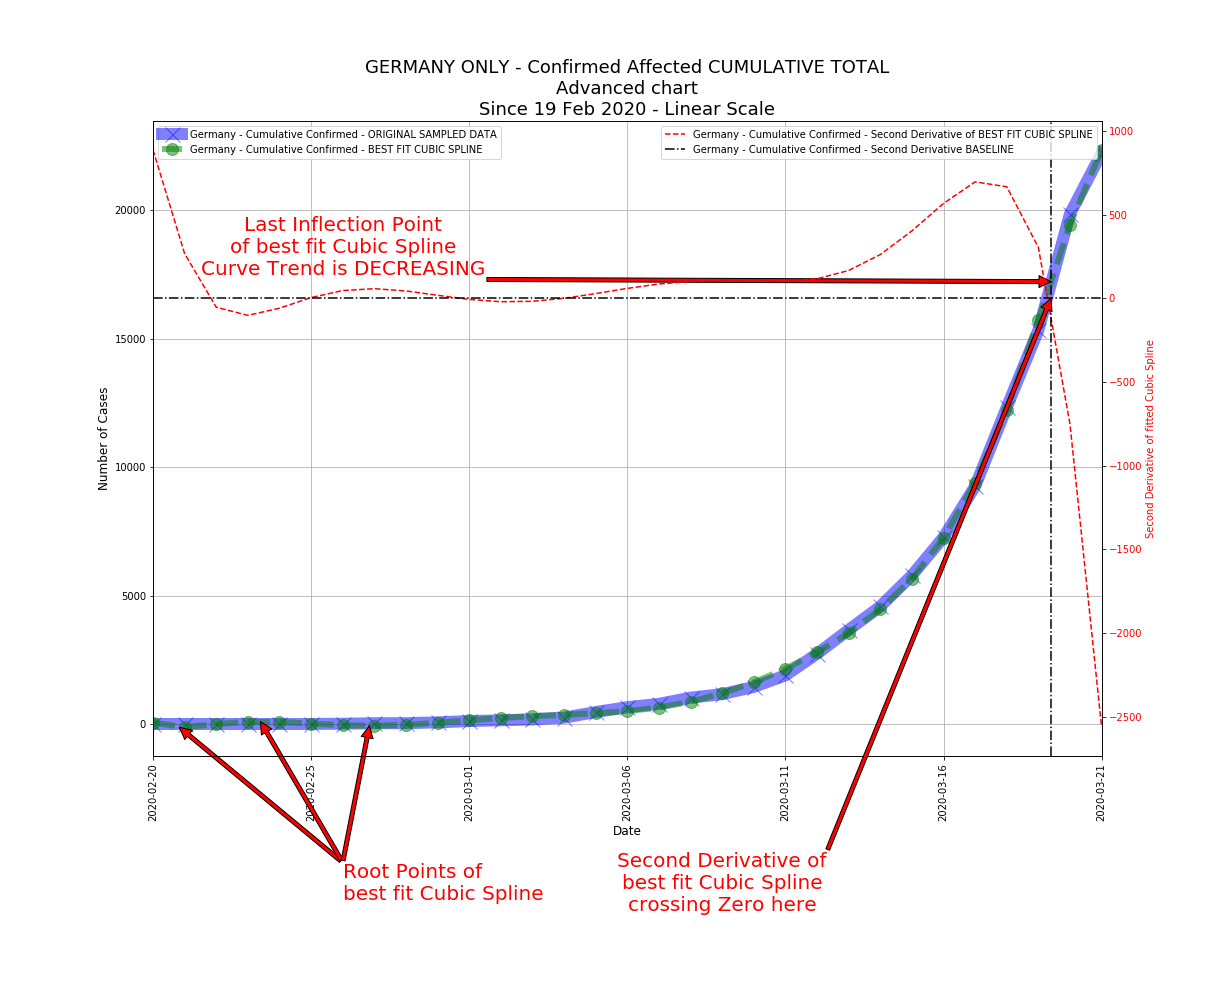 GERMANY ONLY - Confirmed Affected CUMULATIVE TOTAL
Advanced chart
Since 19 Feb 2020 - Linear Scale
Germany - Cumulative Confirmed - ORIGINAL SAMPLED DATA
Germany - Cumulative Confirmed - BEST FIT CUBIC SPLINE
Germany - Cumulative Confirmed - Second Derivative of BEST FIT CUBIC SPLINE
Germany - Cumulative Confirmed - Second Derivative BASELINE
Last Inflection Point
of best fit Cubic Spline
Curve Trend is DECREASING
Number of Cases
20000
15000
10000
5000
0
1000
500
0
−500
−1000
−1500
−2000
−2500
Second Derivative of fitted Cubic Spline
2020-02-20
2020-02-25
2020-03-01
2020-03-06
2020-03-11
2020-03-16
2020-03-21
Date
Root Points of
best fit Cubic Spline
Second Derivative of
best fit Cubic Spline
crossing Zero here